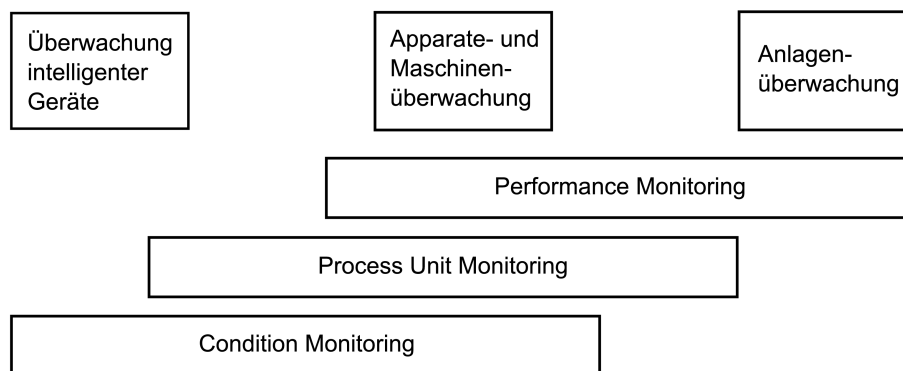 Überwachung
intelligenter
Geräte
Apparate- und
Maschinen-
überwachung
Anlagen-
überwachung
Performance Monitoring
Process Unit Monitoring
Condition Monitoring